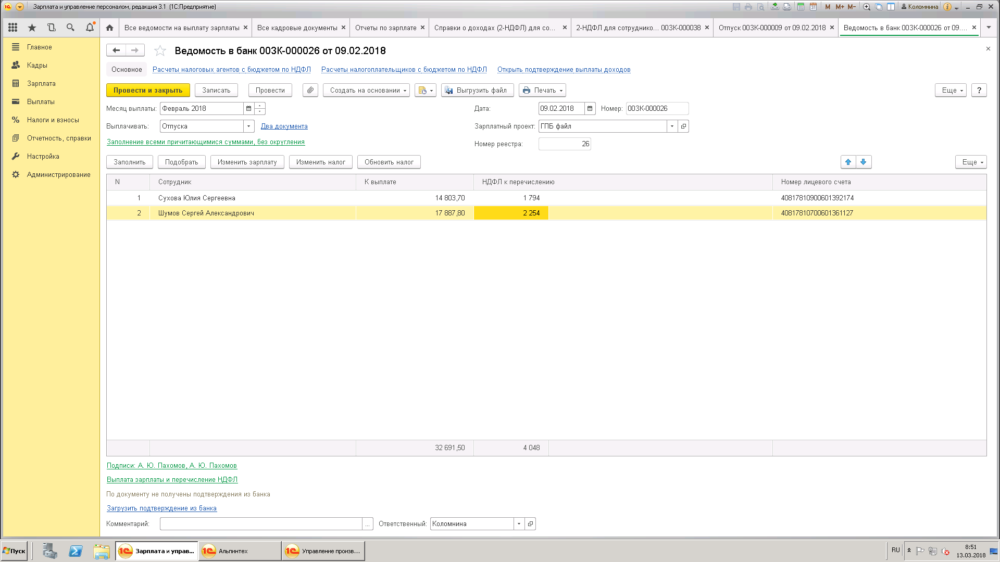 Зарплата и управление персоналом, редакция 3.1 (1С:Предприятие)
M M+ M- Коломнина
Все ведомости на выплату зарплаты
Все кадровые документы
Отчеты по зарплате
Справки о доходах (2-НДФЛ) для со...
2-НДФЛ для сотруднико... 003К-000038
Отпуск 003К-000009 от 09.02.2018
Ведомость в банк 003К-000026 от 09....
Главное
Кадры
Зарплата
Выплаты
Налоги и взносы
Отчетность, справки
Настройка
Администрирование
Ведомость в банк 003К-000026 от 09.02.2018
Основное Расчеты налоговых агентов с бюджетом по НДФЛ Расчеты налогоплательщиков с бюджетом по НДФЛ Открыть подтверждение выплаты доходов
Провести и закрыть Записать Провести Создать на основании Выгрузить файл Печать Еще ?
Месяц выплаты: Февраль 2018 Дата: 09.02.2018 Номер: 003К-000026
Выплачивать: Отпуска Два документа Зарплатный проект: ГПБ файл
Заполнение всеми причитающимися суммами, без округления Номер реестра: 26
Заполнить Подобрать Изменить зарплату Изменить налог Обновить налог Еще
N Сотрудник К выплате НДФЛ к перечислению Номер лицевого счета
1 Сухова Юлия Сергеевна 14 803,70 1 794 40817810900601392174
2 Шумов Сергей Александрович 17 887,80 2 254 40817810700601361127
32 691,50 4 048
Подписи: А. Ю. Пахомов, А. Ю. Пахомов
Выплата зарплаты и перечисление НДФЛ
По документу не получены подтверждения из банка
Загрузить подтверждение из банка
Комментарий: ... Ответственный: Коломнина
Пуск Зарплата и управ... Альпинтех Управление произв... RU 8:51
13.03.2018